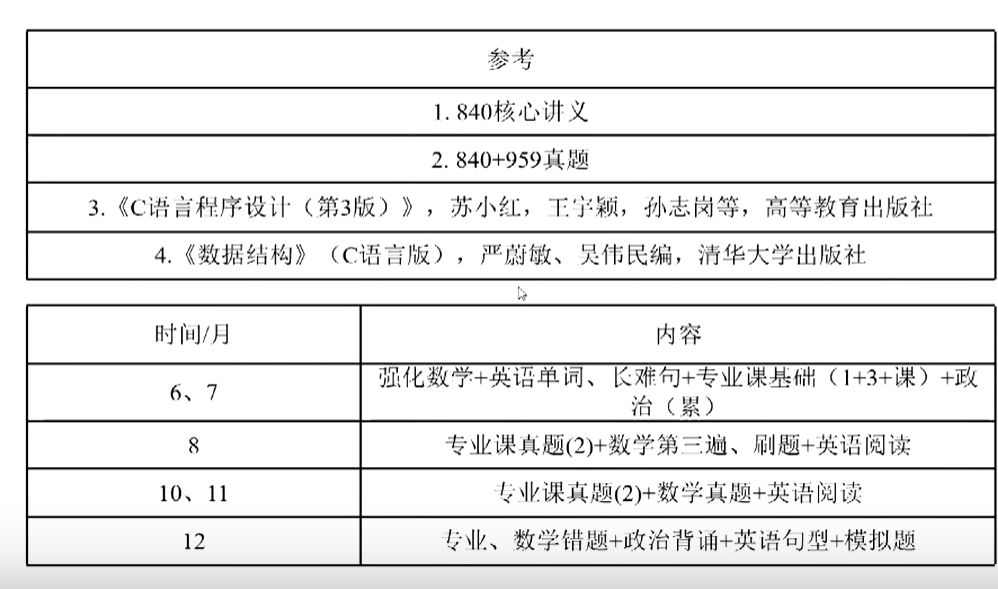 参考
1. 840核心讲义
2. 840+959真题
3.《C语言程序设计（第3版）》，苏小红，王宇颖，孙志岗等，高等教育出版社
4.《数据结构》（C语言版），严蔚敏、吴伟民编，清华大学出版社
时间/月 内容
6、7 强化数学+英语单词、长难句+专业课基础（1+3+课）+政
治（累）
8 专业课真题(2)+数学第三遍、刷题+英语阅读
10、11 专业课真题(2)+数学真题+英语阅读
12 专业、数学错题+政治背诵+英语句型+模拟题